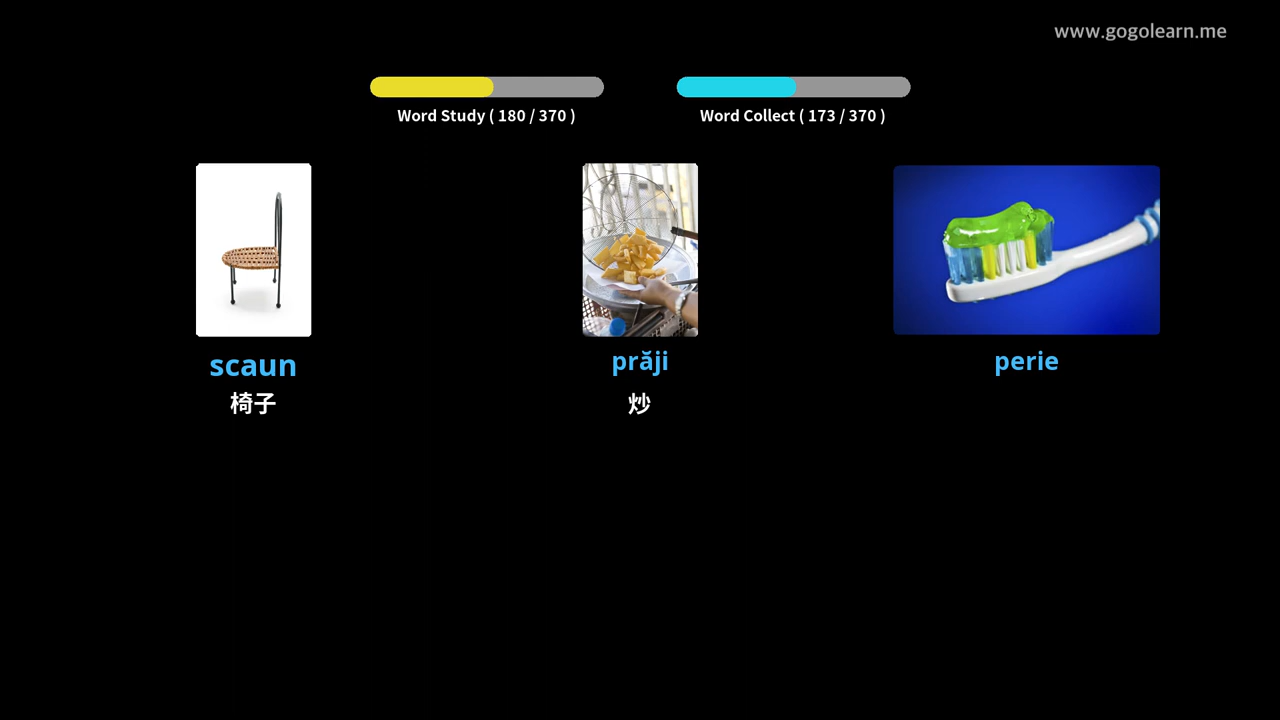 www.gogolearn.me
Word Study ( 180 / 370 )
Word Collect ( 173 / 370 )
scaun
椅子
prăji
炒
perie